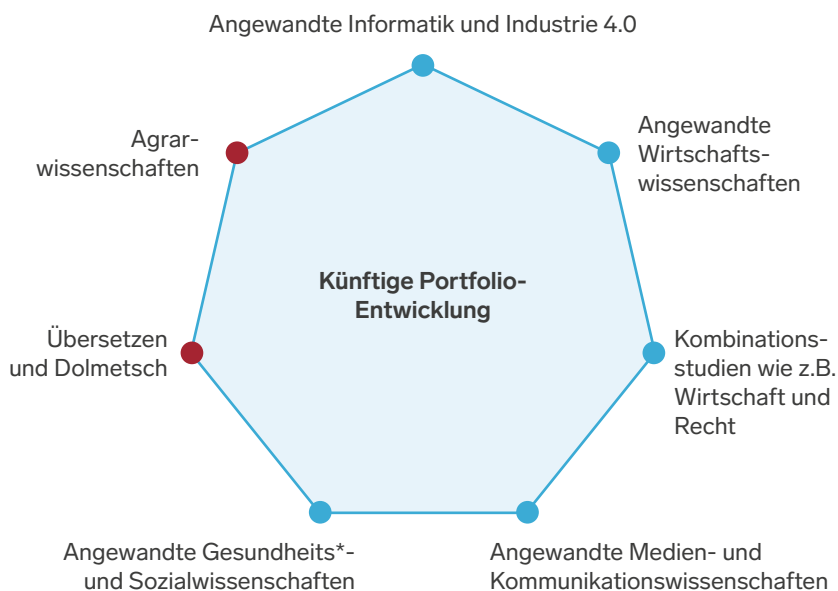 Angewandte Informatik und Industrie 4.0
Agrar-
wissenschaften
Angewandte
Wirtschafts-
wissenschaften
Künftige Portfolio-
Entwicklung
Übersetzen
und Dolmetsch
Kombinations-
studien wie z.B.
Wirtschaft und
Recht
Angewandte Gesundheits*-
und Sozialwissenschaften
Angewandte Medien- und
Kommunikationswissenschaften